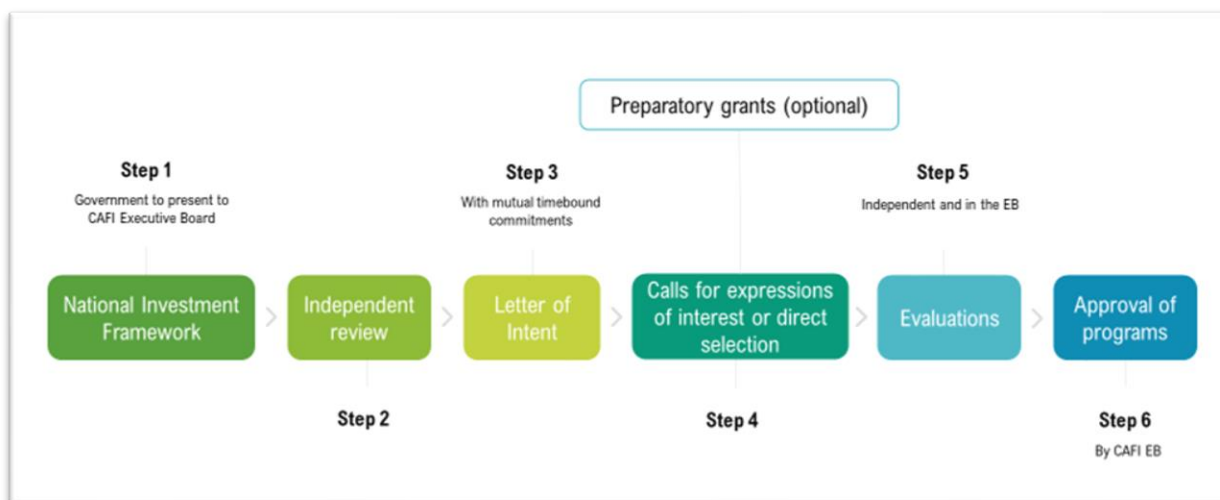 Preparatory grants (optional)
Step 1
Government to present to
CAFI Executive Board
Step 3
With mutual timebound
commitments
Step 5
Independent and in the EB
National Investment
Framework
Independent
review
Letter of
Intent
Calls for expressions
of interest or direct
selection
Evaluations
Approval of
programs
Step 2
Step 4
Step 6
By CAFI EB